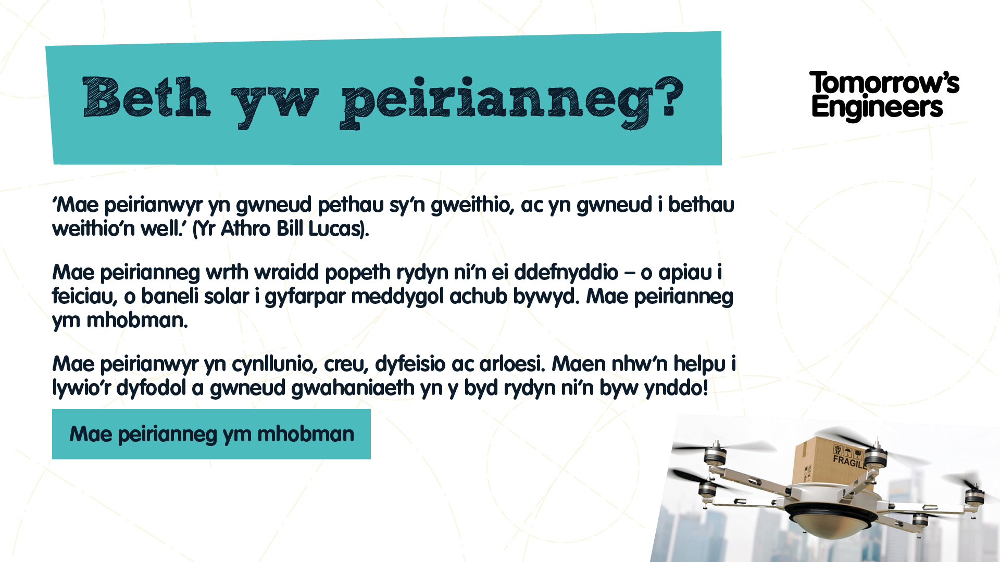 Beth yw peirianneg?
Tomorrow's
Engineers
'Mae peirianwyr yn gwneud pethau sy'n gweithio, ac yn gwneud i bethau
weithio'n well.' (Yr Athro Bill Lucas).
Mae peirianneg wrth wraidd popeth rydyn ni'n ei ddefnyddio – o apiau i
feiciau, o baneli solar i gyfarpar meddygol achub bywyd. Mae peirianneg
ym mhobman.
Mae peirianwyr yn cynllunio, creu, dyfeisio ac arloesi. Maen nhw'n helpu i
lywio'r dyfodol a gwneud gwahaniaeth yn y byd rydyn ni'n byw ynddo!
Mae peirianneg ym mhobman
FRAGILE